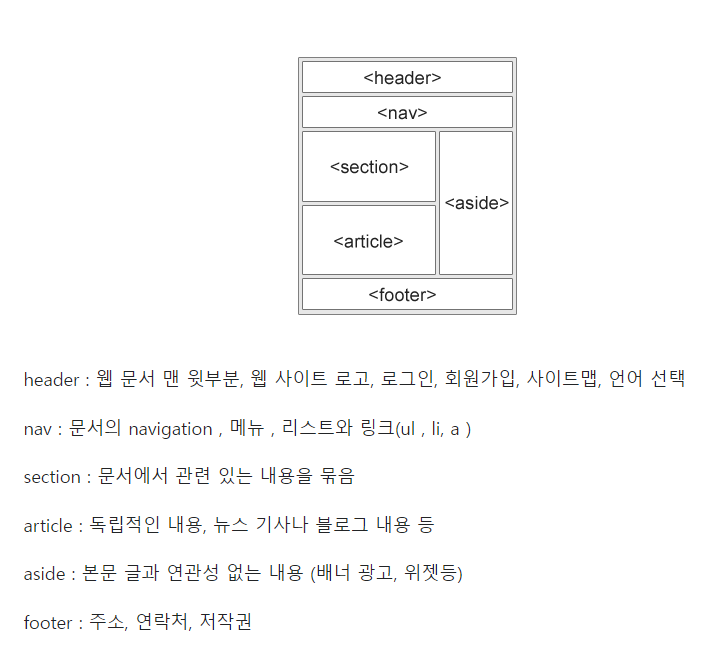 <header>
<nav>
<section>
<aside>
<article>
<footer>
header : 웹 문서 맨 윗부분, 웹 사이트 로고, 로그인, 회원가입, 사이트맵, 언어 선택
nav : 문서의 navigation , 메뉴 , 리스트와 링크(ul , li, a )
section : 문서에서 관련 있는 내용을 묶음
article : 독립적인 내용, 뉴스 기사나 블로그 내용 등
aside : 본문 글과 연관성 없는 내용 (배너 광고, 위젯등)
footer : 주소, 연락처, 저작권